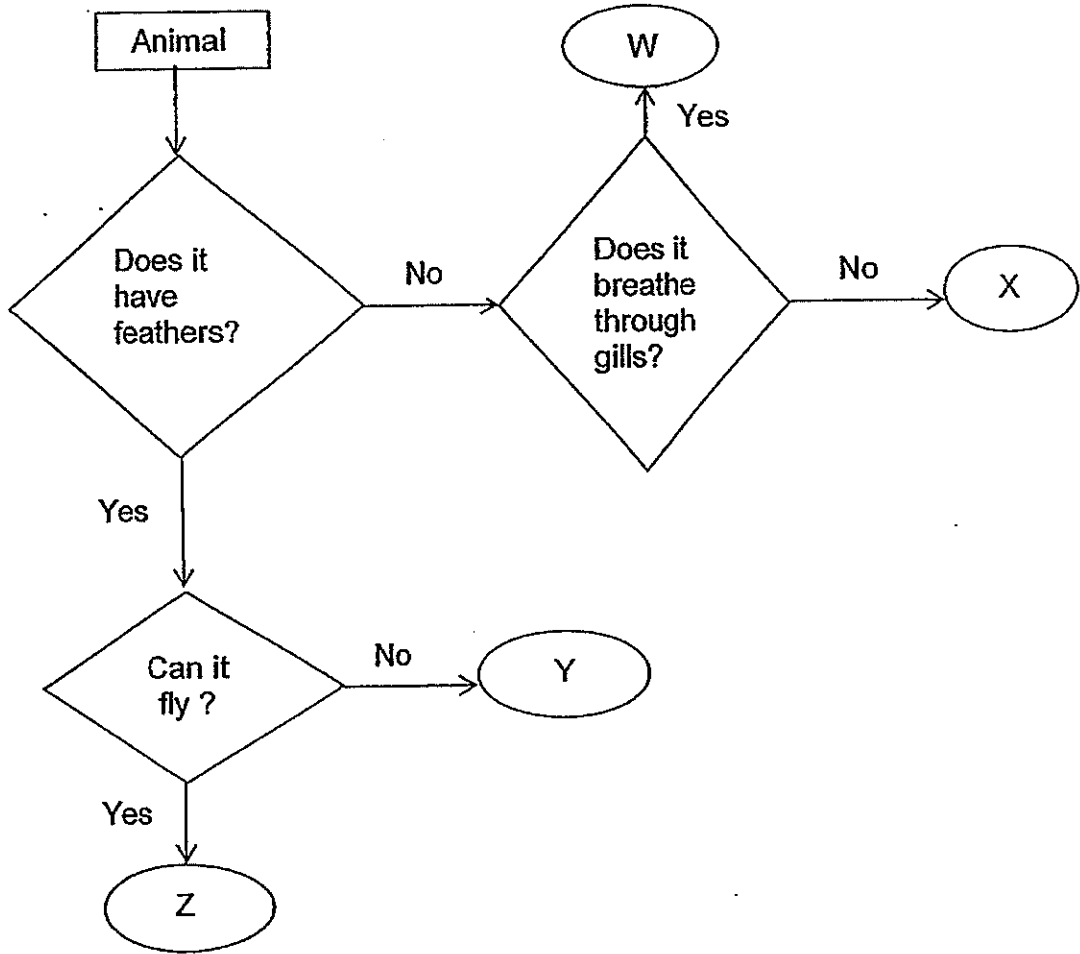 Animal
W
Yes
Does it
have
feathers?
No
Does it
breathe
through
gills?
No
X
Yes
Can it
fly ?
No
Y
Yes
Z